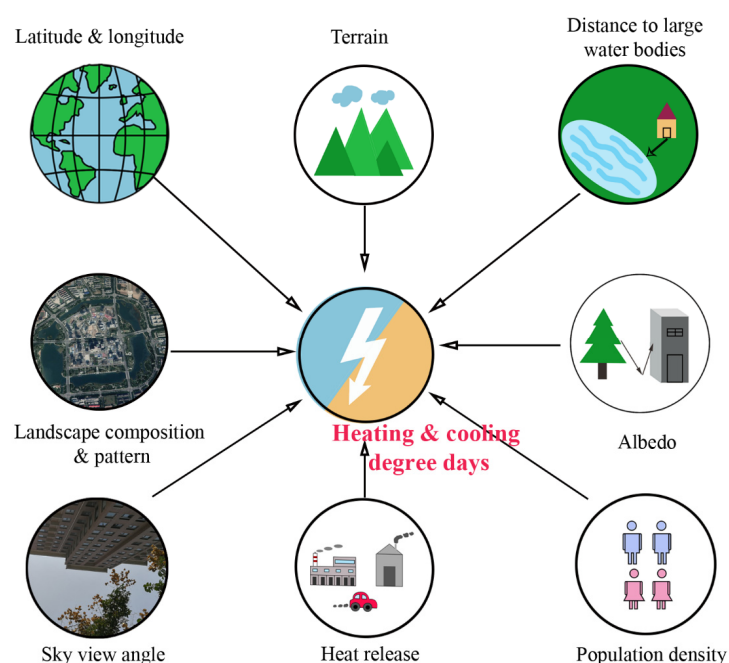 Latitude & longitude
Terrain
Distance to large
water bodies
Landscape composition
& pattern
Heating & cooling
degree days
Albedo
Sky view angle
Heat release
Population density